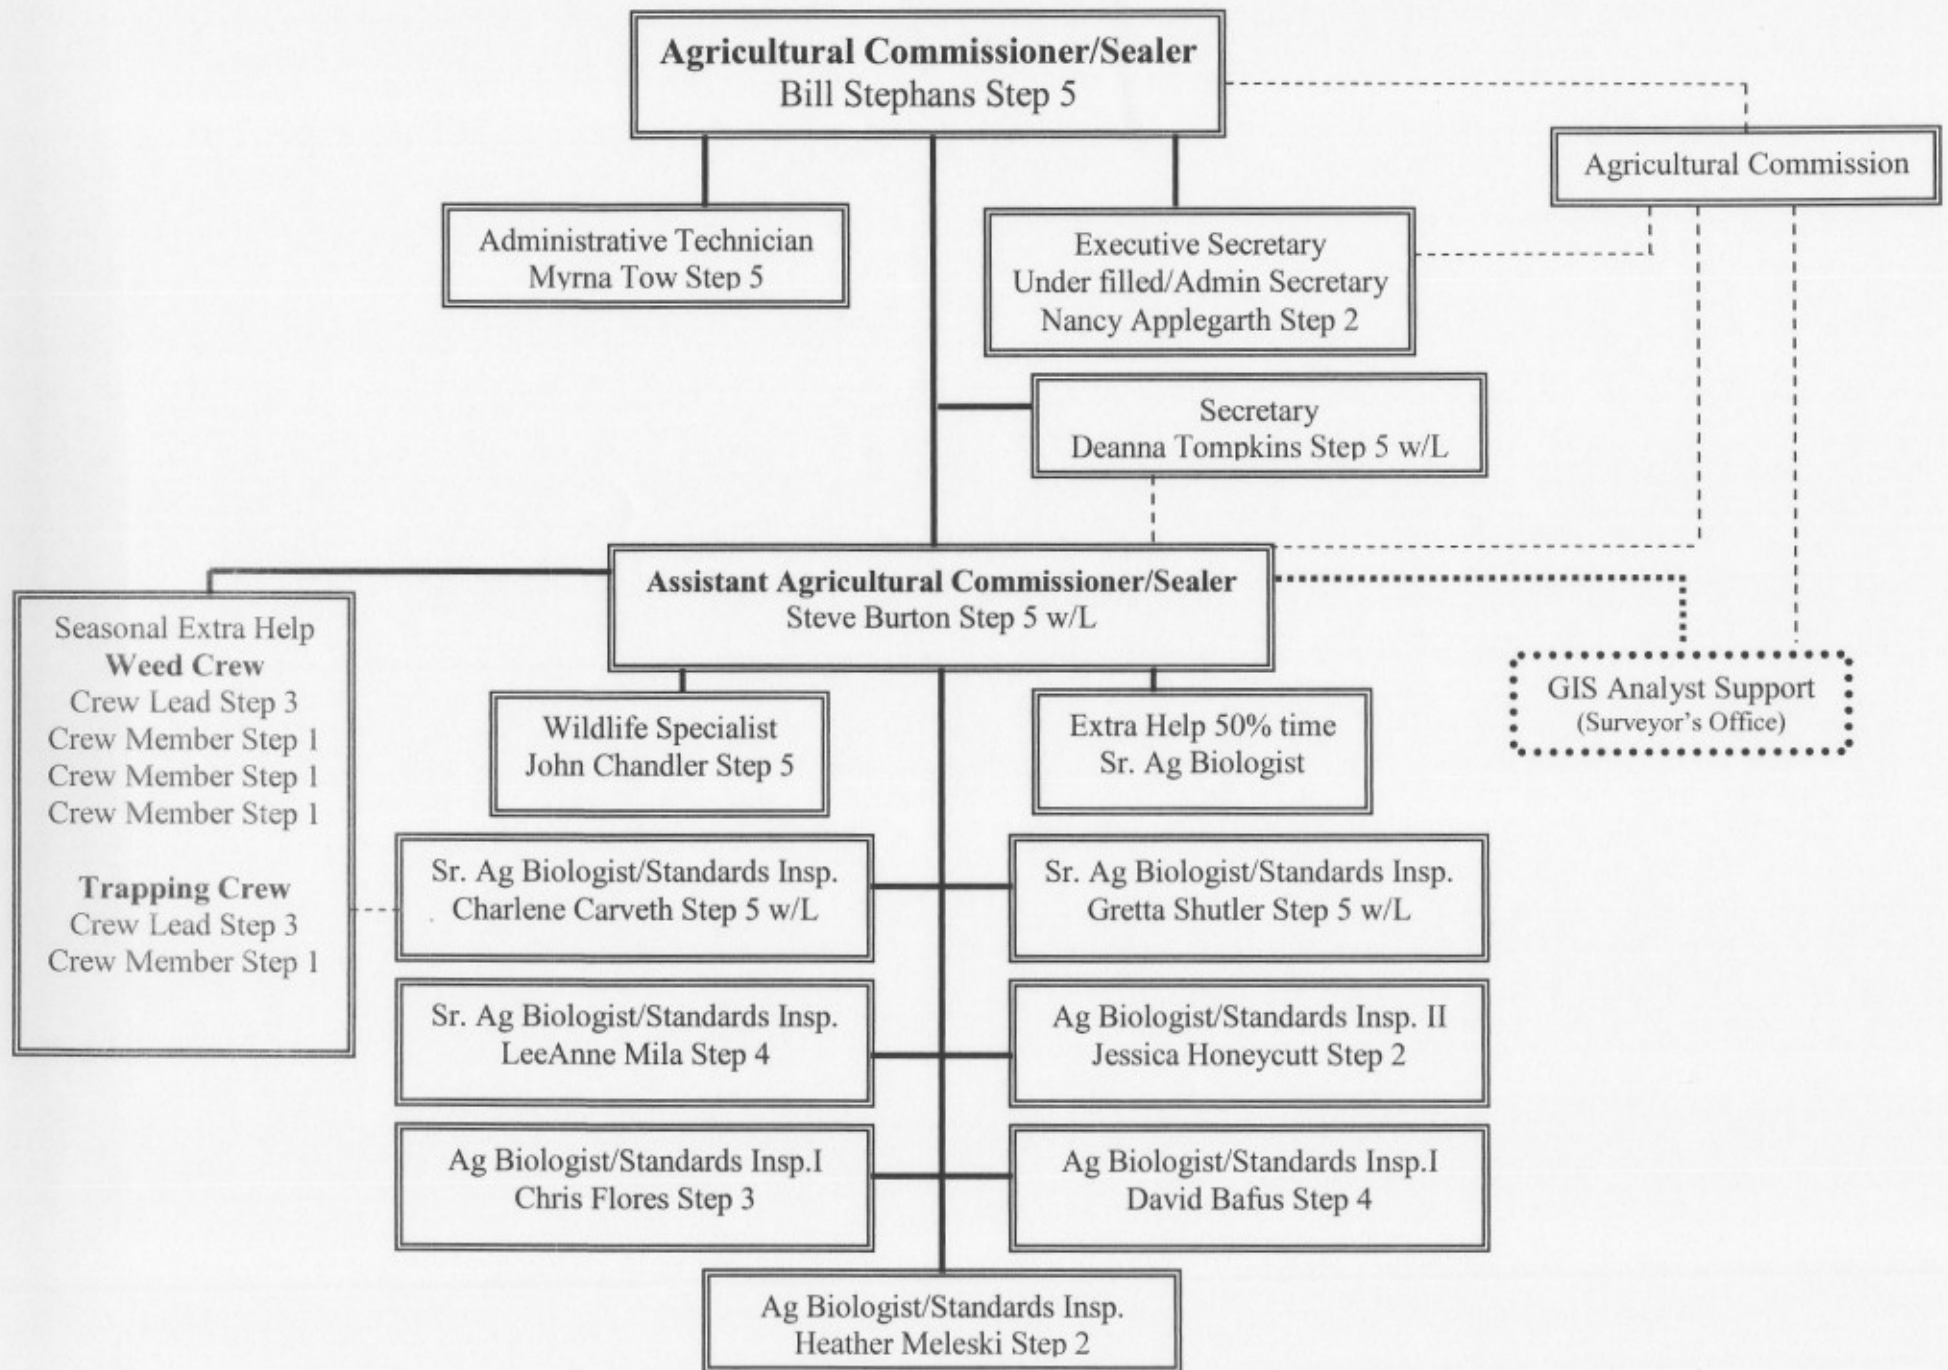 Agricultural Commissioner/Sealer
Bill Stephans Step 5
Agricultural Commission
Administrative Technician
Myrna Tow Step 5
Executive Secretary
Under filled/Admin Secretary
Nancy Applegarth Step 2
Secretary
Deanna Tompkins Step 5 w/L
Assistant Agricultural Commissioner/Sealer
Steve Burton Step 5 w/L
Seasonal Extra Help
Weed Crew
Crew Lead Step 3
Crew Member Step 1
Crew Member Step 1
Crew Member Step 1
Trapping Crew
Crew Lead Step 3
Crew Member Step 1
GIS Analyst Support
(Surveyor's Office)
Wildlife Specialist
John Chandler Step 5
Extra Help 50% time
Sr. Ag Biologist
Sr. Ag Biologist/Standards Insp.
Charlene Carveth Step 5 w/L
Sr. Ag Biologist/Standards Insp.
Gretta Shutler Step 5 w/L
Sr. Ag Biologist/Standards Insp.
LeeAnne Mila Step 4
Ag Biologist/Standards Insp. II
Jessica Honeycutt Step 2
Ag Biologist/Standards Insp.I
Chris Flores Step 3
Ag Biologist/Standards Insp.I
David Bafus Step 4
Ag Biologist/Standards Insp.
Heather Meleski Step 2